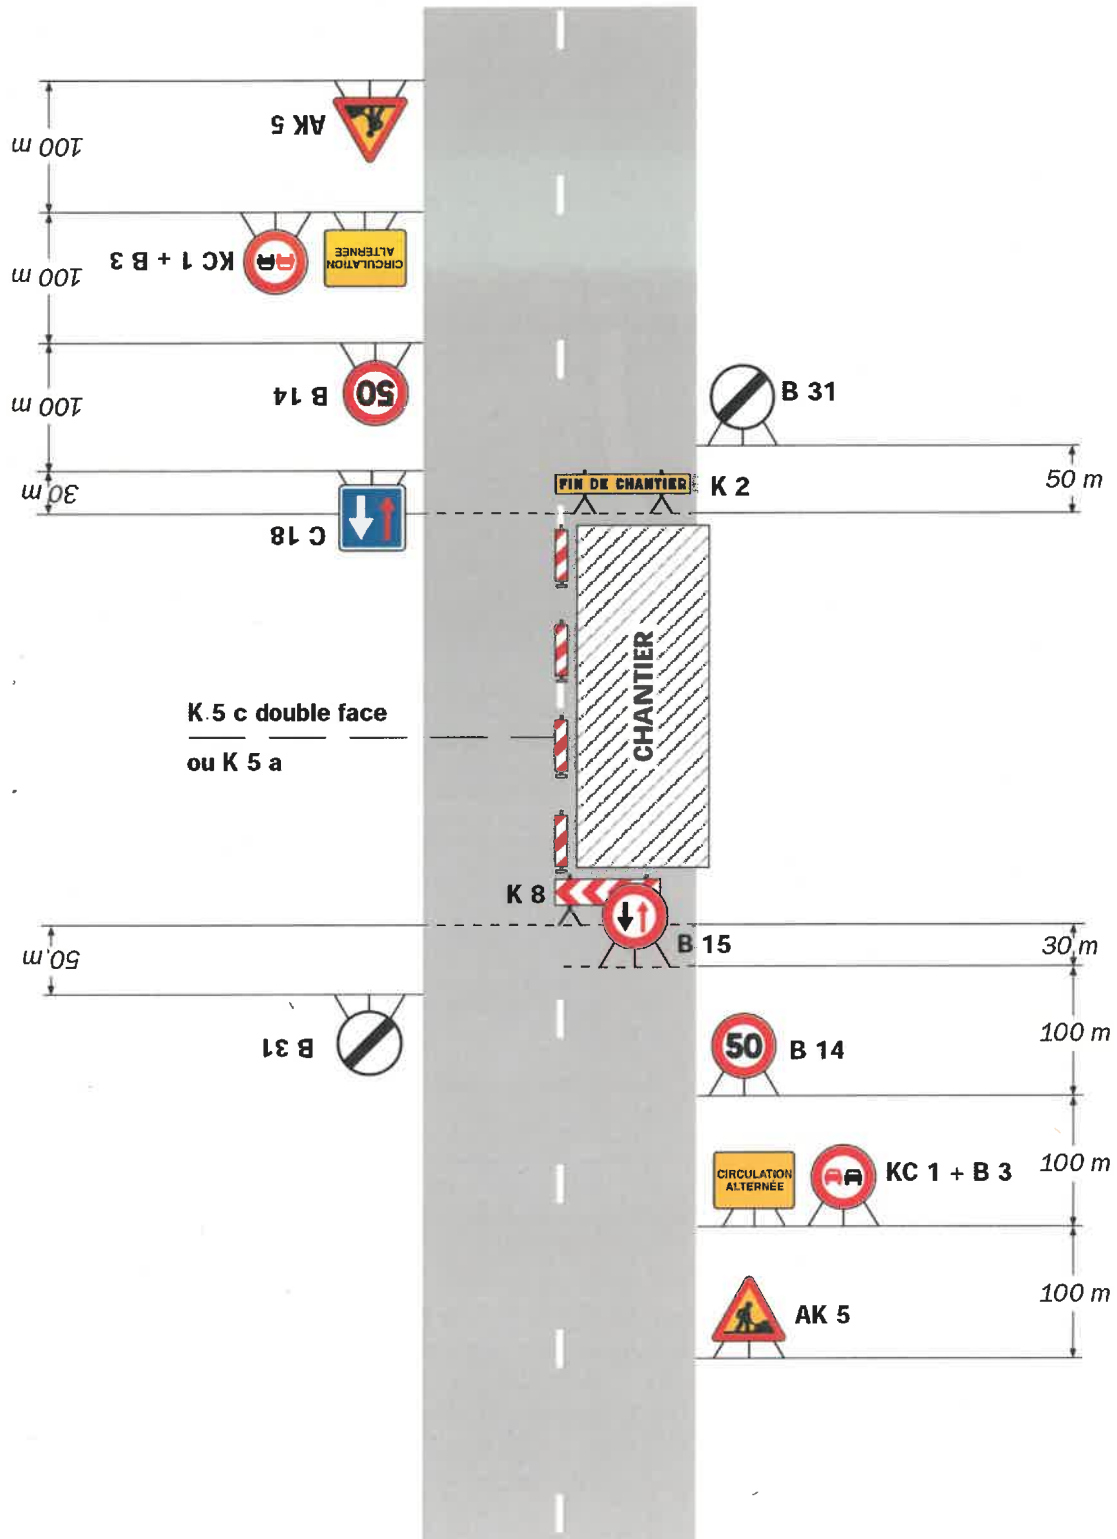 AK 5
100 m
KC 1 + B 3
CIRCULATION
ALTERNÉE
100 m
B 14
50
100 m
B 31
FIN DE CHANTIER
K 2
50 m
30 m
C 18
CHANTIER
K 5 c double face
ou K 5 a
K 8
B 15
30 m
50 m
B 31
50
B 14
100 m
CIRCULATION
ALTERNÉE
KC 1 + B 3
100 m
AK 5
100 m